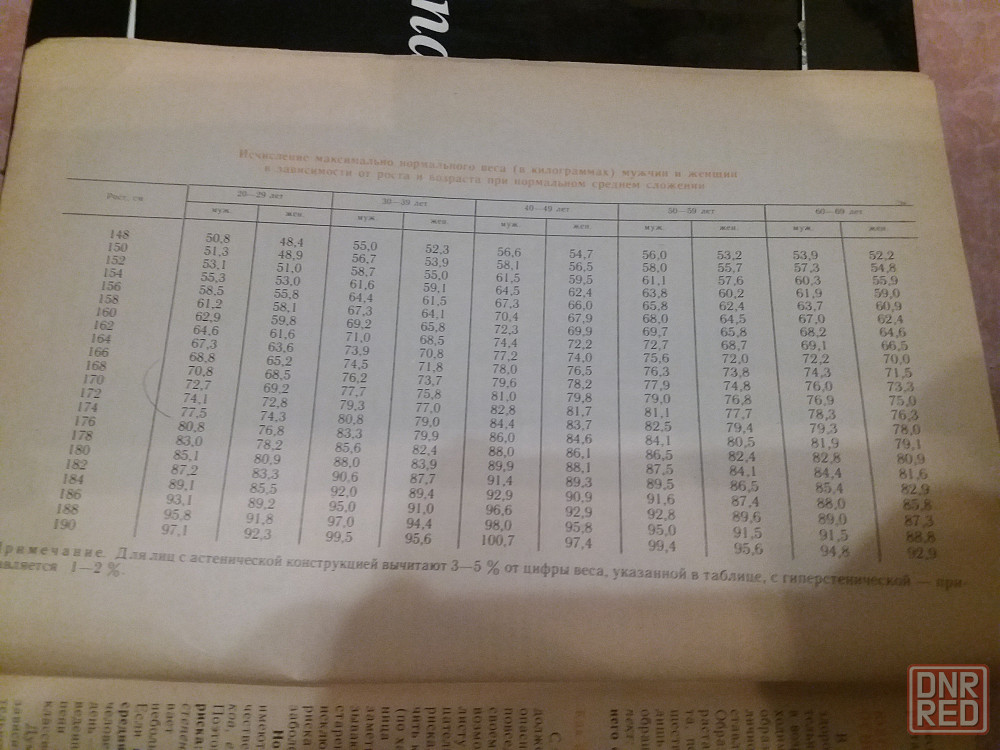 Исчисление максимально нормального веса (в килограммах) мужчин и женщин
в зависимости от роста и возраста при нормальном среднем сложении
Рост, см 20—29 лет 30—39 лет 40—49 лет 50—59 лет 60—69 лет
муж. жен. муж. жен. муж. жен. муж. жен. муж. жен.
148 50,8 48,4 55,0 52,3 56,6 54,7 56,0 53,2 53,9 52,2
150 51,3 48,9 56,7 53,9 58,1 56,5 58,0 55,7 57,3 54,8
152 53,1 51,0 58,7 55,0 61,5 59,5 61,1 57,6 60,3 55,9
154 55,3 53,0 61,6 59,1 64,5 62,4 63,8 60,2 61,9 59,0
156 58,5 55,8 64,4 61,5 67,3 66,0 65,8 62,4 63,7 60,9
158 61,2 58,1 67,3 64,1 70,4 67,9 68,0 64,5 67,0 62,4
160 62,9 59,8 69,2 65,8 72,3 69,9 69,7 65,8 68,2 64,6
162 64,6 61,6 71,0 68,5 74,4 72,2 72,7 68,7 69,1 66,5
164 67,3 63,6 73,9 70,8 77,2 74,0 75,6 72,0 72,2 70,0
166 68,8 65,2 74,5 71,8 78,0 76,5 76,3 73,8 74,3 71,5
168 70,8 68,5 76,2 73,7 79,6 78,2 77,9 74,8 76,0 73,3
170 72,7 69,2 77,7 75,8 81,0 79,8 79,0 76,8 76,9 75,0
172 74,1 72,8 79,3 77,0 82,8 81,7 81,1 77,7 78,3 76,3
174 77,5 74,3 80,8 79,0 84,4 83,7 82,5 79,4 79,3 78,0
176 80,8 76,8 83,3 79,9 86,0 84,6 84,1 80,5 81,9 79,1
178 83,0 78,2 85,6 82,4 88,0 86,1 86,5 82,4 82,8 80,9
180 85,1 80,9 88,0 83,9 89,9 88,1 87,5 84,1 84,4 81,6
182 87,2 83,3 90,6 87,7 91,4 89,3 89,5 86,5 85,4 82,9
184 89,1 85,5 92,0 89,4 92,9 90,9 91,6 87,4 88,0 85,8
186 93,1 89,2 95,0 91,0 96,6 92,9 92,8 89,6 89,0 87,3
188 95,8 91,8 97,0 94,4 98,0 95,8 95,0 91,5 91,5 88,8
190 97,1 92,3 99,5 95,6 100,7 97,4 99,4 95,6 94,8 92,9
Примечание. Для лиц с астенической конструкцией вычитают 3—5 % от цифры веса, указанной в таблице, с гиперстенической — при-
авляется 1—2 %.
DNR
RED